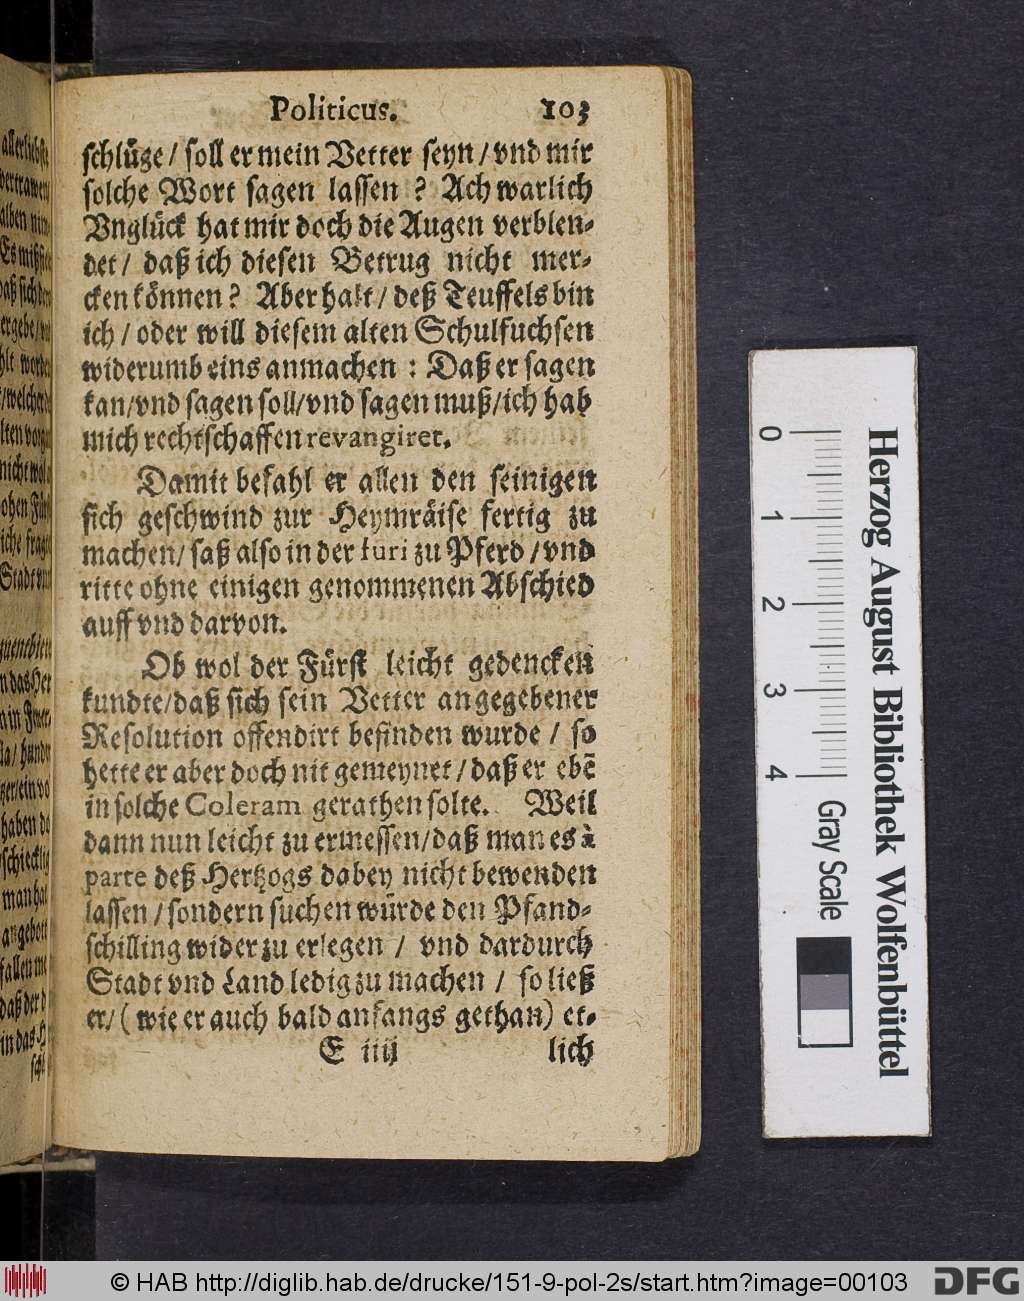 Politicus. 103
schlüge / soll er mein Vetter seyn / vnd mir
solche Wort sagen lassen ? Ach warlich
Vnglück hat mir doch die Augen verblen-
det / daß ich diesen Betrug nicht mer-
cken können ? Aber halt / deß Teuffels bin
ich / oder will diesem alten Schulfuchsen
widerumb eins anmachen : Daß er sagen
kan/vnd sagen soll/vnd sagen muß/ich hab
mich rechtschaffen revangiret.
Damit befahl er allen den seinigen
sich geschwind zur Heymräise fertig zu
machen/ saß also in der furi zu Pferd / vnd
ritte ohne einigen genommenen Abschied
auff vnd darvon.
Ob wol der Fürst leicht gedencken
kundte/daß sich sein Vetter angegebener
Resolution offendirt befinden wurde / so
hette er aber doch nit gemeynet / daß er ebē
in solche Coleram gerathen solte. Weil
dann nun leicht zu ermessen/daß man es à
parte deß Hertzogs dabey nicht bewenden
lassen / sondern suchen würde den Pfand-
schilling wider zu erlegen / vnd dardurch
Stadt vnd Land ledig zu machen / so ließ
er/ ( wie er auch bald anfangs gethan) et-
E iiij lich
0 1 2 3 4
Gray Scale
Herzog August Bibliothek Wolfenbüttel
© HAB http://diglib.hab.de/drucke/151-9-pol-2s/start.htm?image=00103
DFG